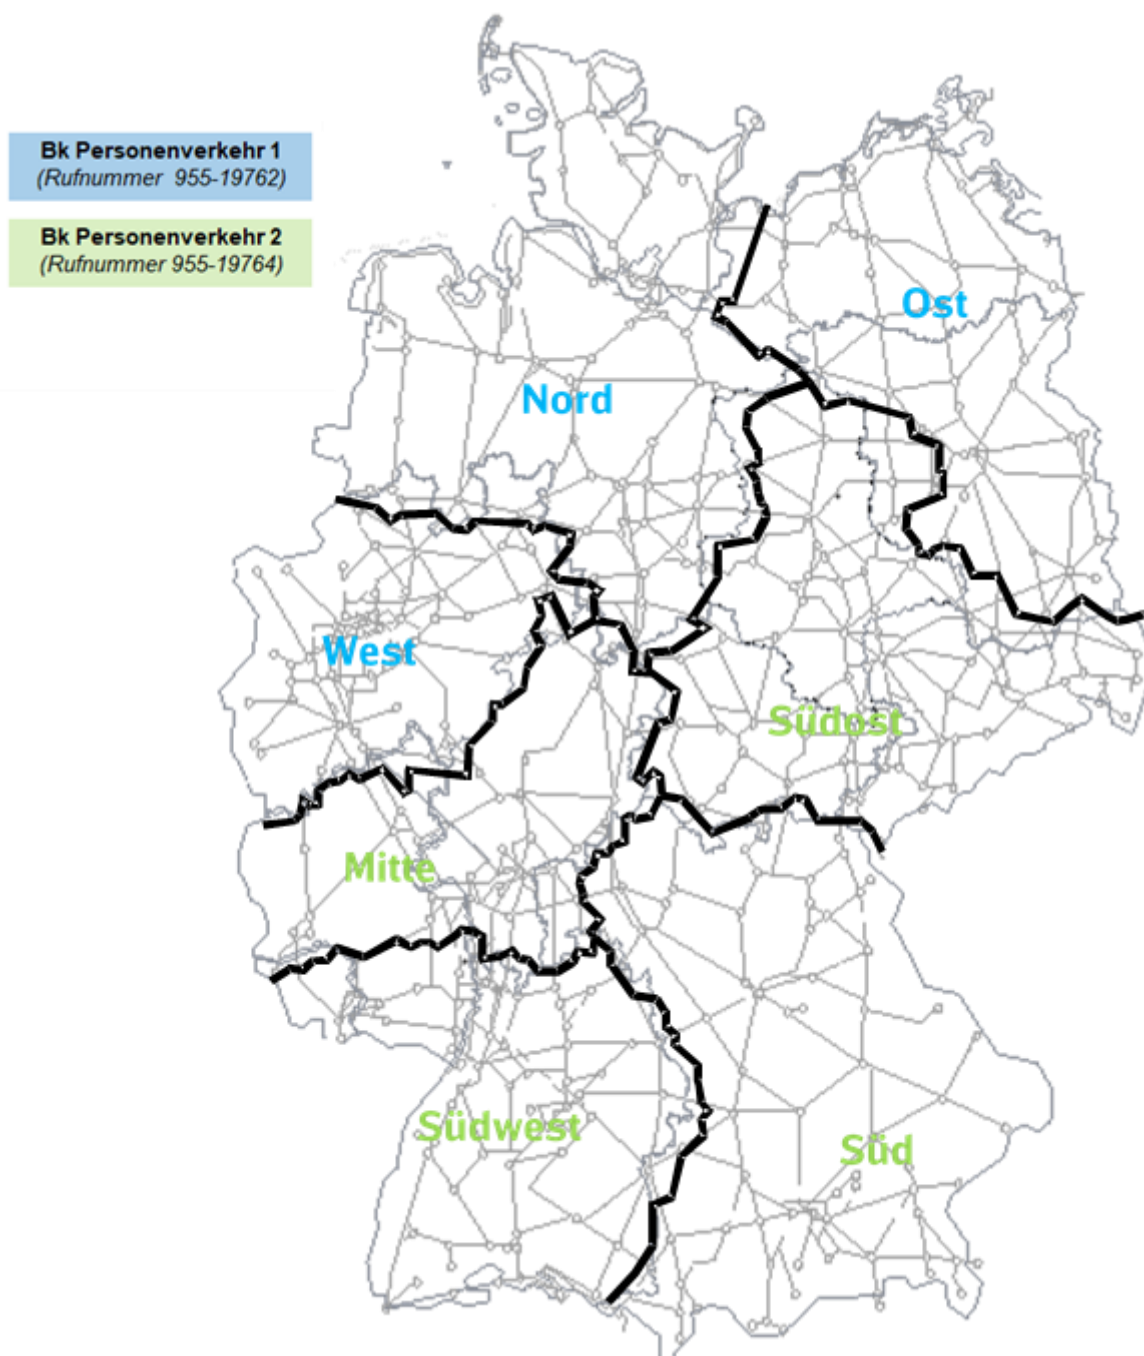 Bk Personenverkehr 1
(Rufnummer 955-19762)
Bk Personenverkehr 2
(Rufnummer 955-19764)
Ost
Nord
West
Südost
Mitte
Südwest
Süd